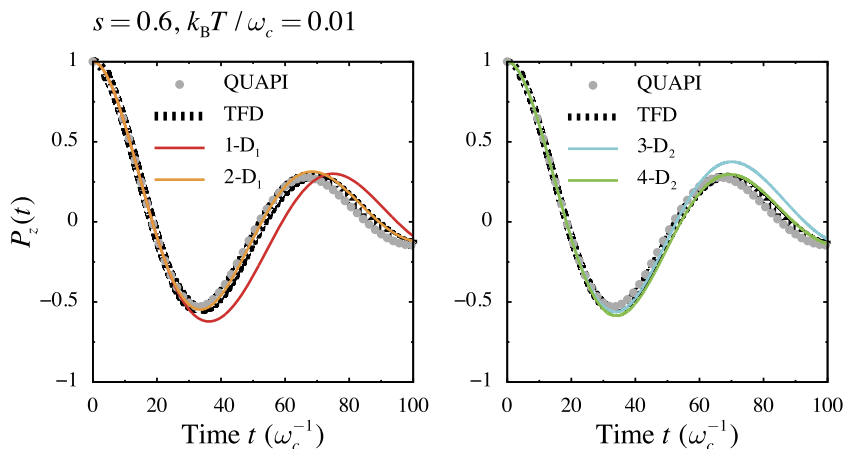 s = 0.6, k_B T / ω_c = 0.01
P_z(t)
1
0.5
0
−0.5
−1
QUAPI
TFD
1-D_1
2-D_1
0 20 40 60 80 100
Time t (ω_c^{-1})
1
0.5
0
−0.5
−1
QUAPI
TFD
3-D_2
4-D_2
0 20 40 60 80 100
Time t (ω_c^{-1})